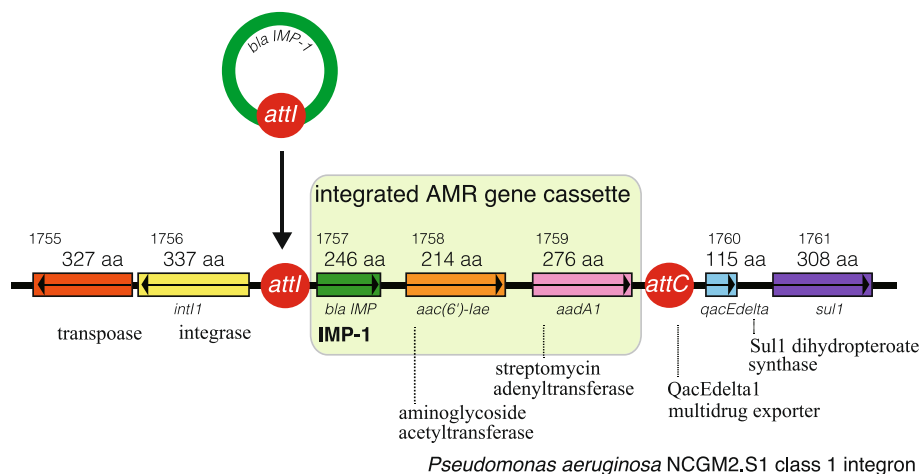 bla IMP-1
attI
integrated AMR gene cassette
1755 1756 1757 1758 1759 1760 1761
327 aa 337 aa 246 aa 214 aa 276 aa 115 aa 308 aa
attI attC
intI1 bla IMP aac(6')-Iae aadA1 qacEdelta sul1
transpoase integrase IMP-1
streptomycin
adenyltransferase
Sul1 dihydropteroate
synthase
aminoglycoside
acetyltransferase
QacEdelta1
multidrug exporter
Pseudomonas aeruginosa NCGM2.S1 class 1 integron